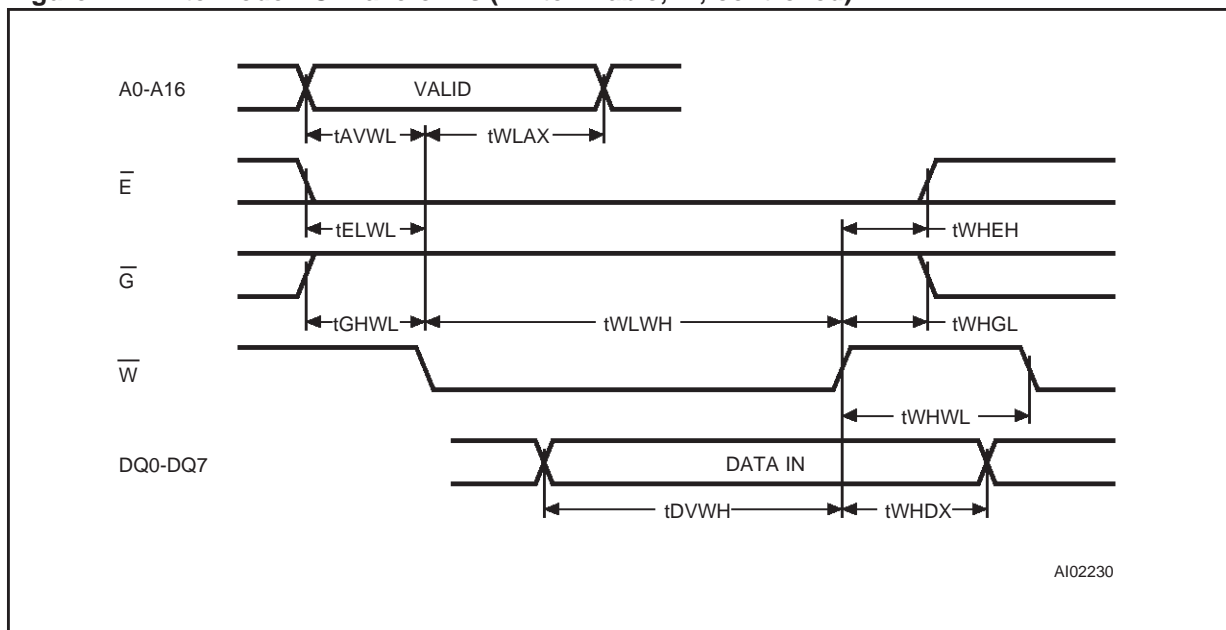 A0-A16
VALID
tAVWL
tWLAX
E
tELWL
tWHEH
G
tGHWL
tWLWH
tWHGL
W
tWHWL
DQ0-DQ7
DATA IN
tDVWH
tWHDX
AI02230